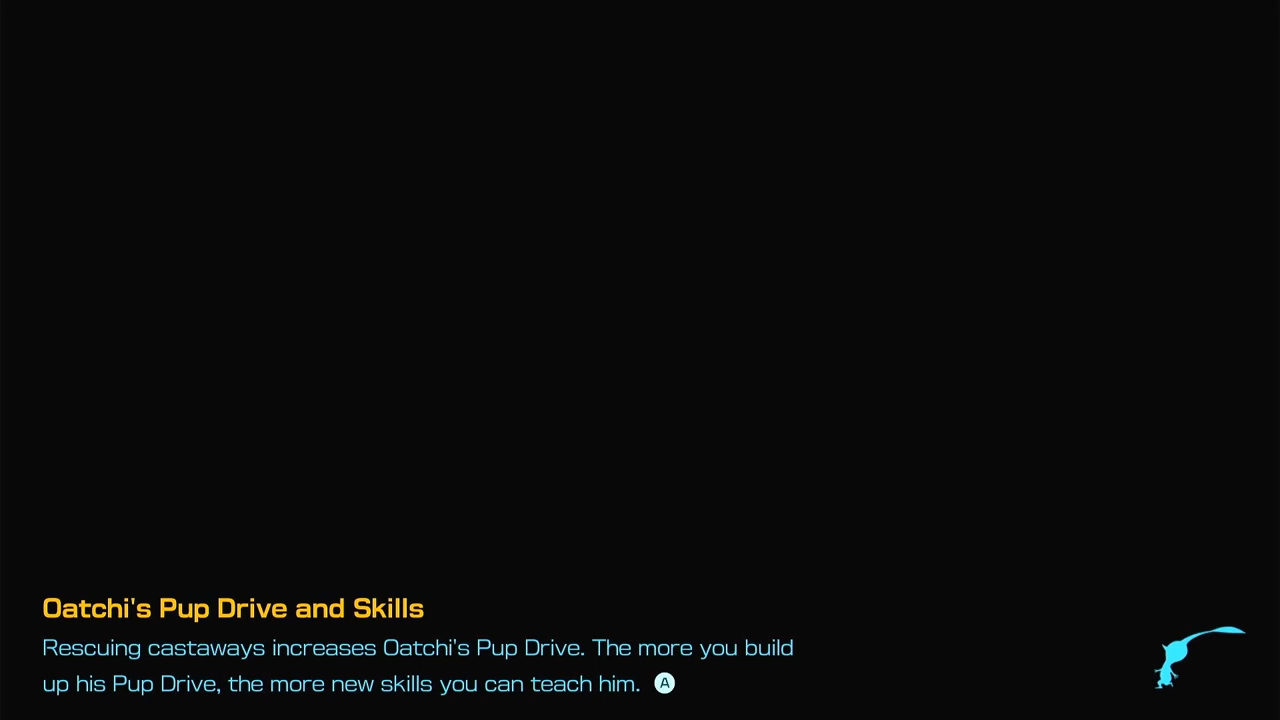 Oatchi's Pup Drive and Skills
Rescuing castaways increases Oatchi's Pup Drive. The more you build
up his Pup Drive, the more new skills you can teach him. A